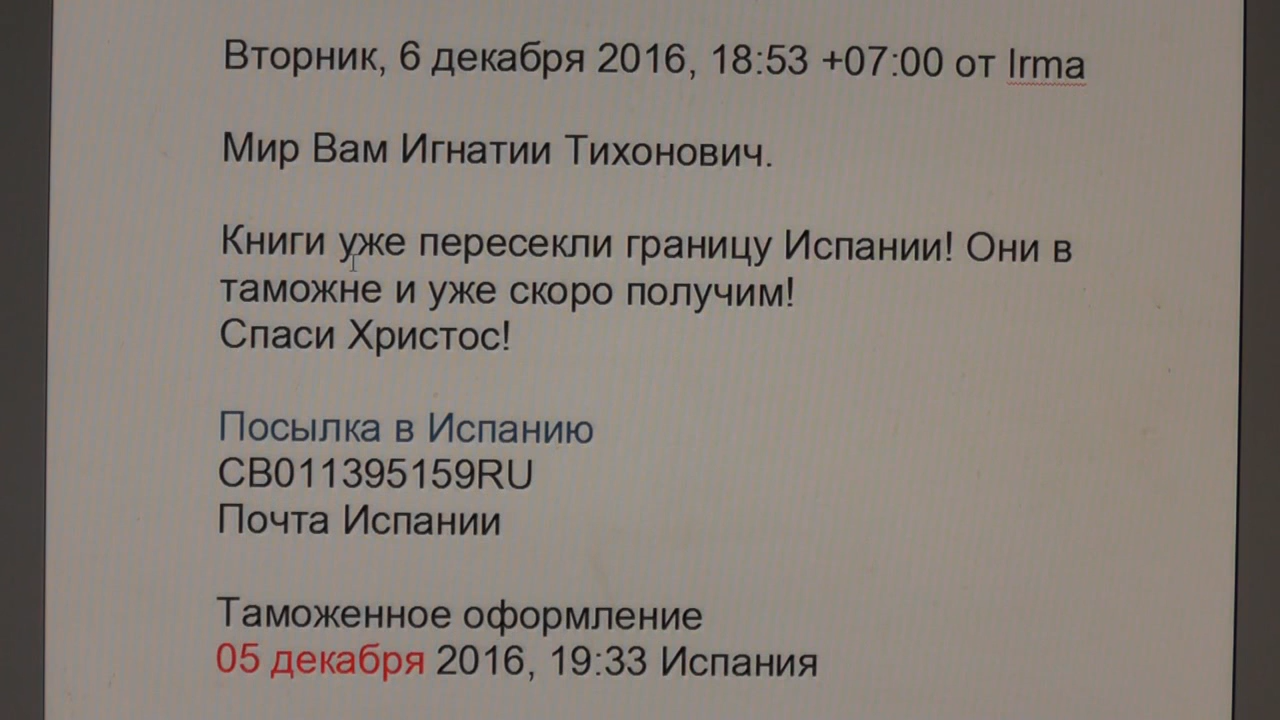 Вторник, 6 декабря 2016, 18:53 +07:00 от Irma
Мир Вам Игнатии Тихонович.
Книги уже пересекли границу Испании! Они в
таможне и уже скоро получим!
Спаси Христос!
Посылка в Испанию
CB011395159RU
Почта Испании
Таможенное оформление
05 декабря 2016, 19:33 Испания